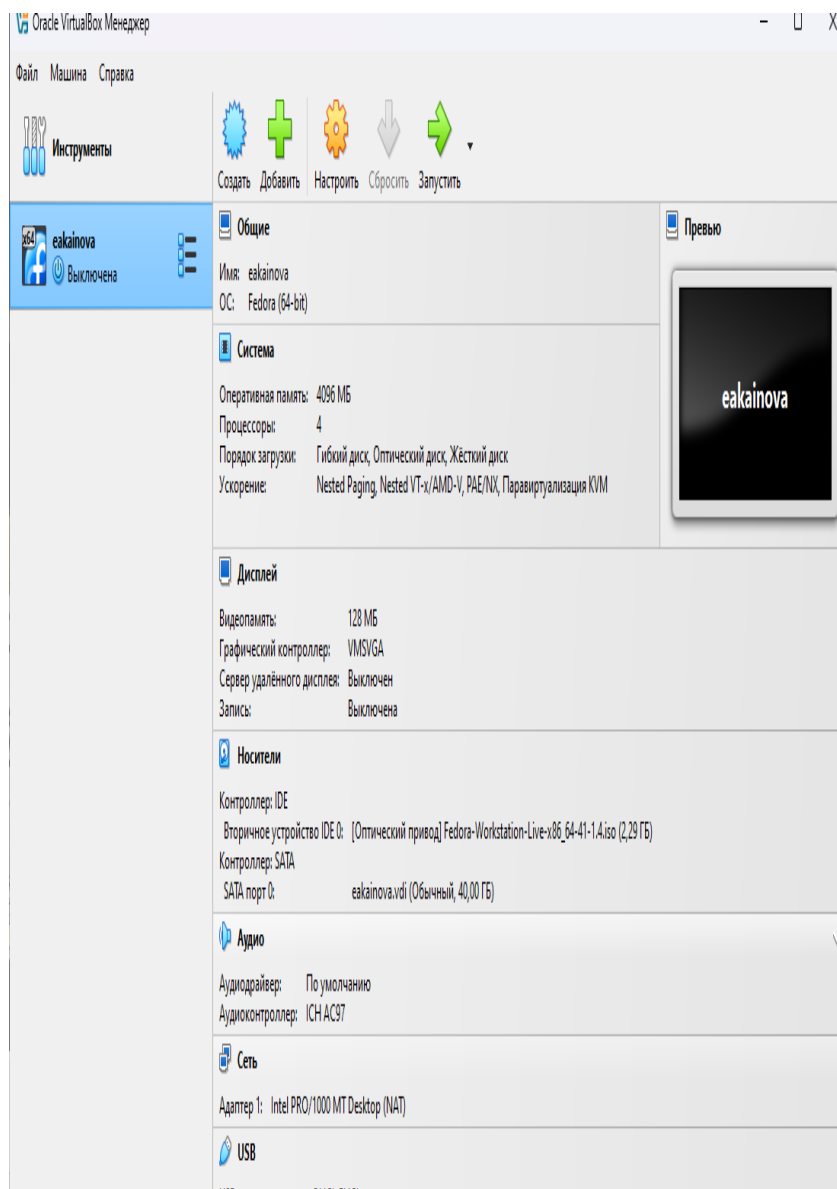 Oracle VirtualBox Менеджер
Файл Машина Справка
Инструменты
Создать Добавить Настроить Сбросить Запустить
x64
eakainova
Выключена
Общие
Имя: eakainova
ОС: Fedora (64-bit)
Превью
eakainova
Система
Оперативная память: 4096 МБ
Процессоры: 4
Порядок загрузки: Гибкий диск, Оптический диск, Жёсткий диск
Ускорение: Nested Paging, Nested VT-x/AMD-V, PAE/NX, Паравиртуализация KVM
Дисплей
Видеопамять: 128 МБ
Графический контроллер: VMSVGA
Сервер удалённого дисплея: Выключен
Запись: Выключена
Носители
Контроллер: IDE
Вторичное устройство IDE 0: [Оптический привод] Fedora-Workstation-Live-x86_64-41-1.4.iso (2,29 ГБ)
Контроллер: SATA
SATA порт 0: eakainova.vdi (Обычный, 40,00 ГБ)
Аудио
Аудиодрайвер: По умолчанию
Аудиоконтроллер: ICH AC97
Сеть
Адаптер 1: Intel PRO/1000 MT Desktop (NAT)
USB